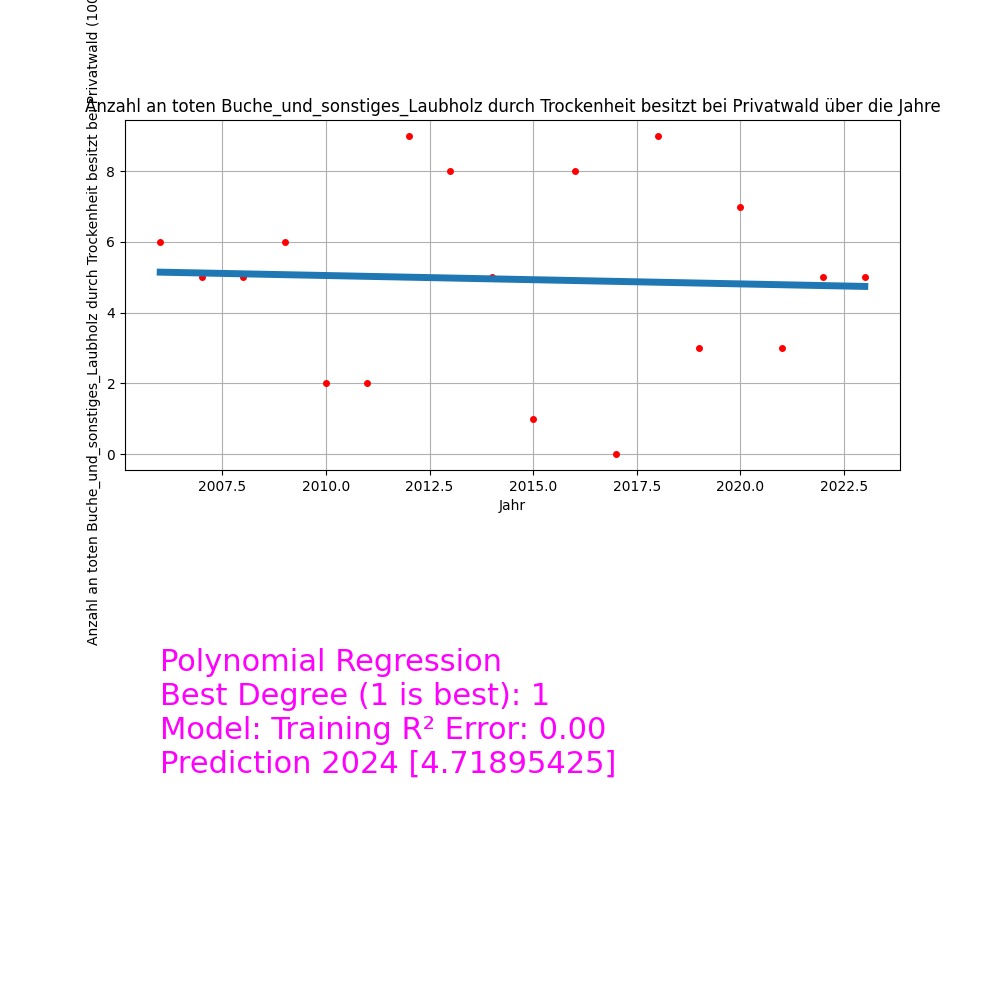 Anzahl an toten Buche_und_sonstiges_Laubholz durch Trockenheit besitzt bei Privatwald über die Jahre
Anzahl an toten Buche_und_sonstiges_Laubholz durch Trockenheit besitzt bei Privatwald (100
8
6
4
2
0
2007.5 2010.0 2012.5 2015.0 2017.5 2020.0 2022.5
Jahr
Polynomial Regression
Best Degree (1 is best): 1
Model: Training R² Error: 0.00
Prediction 2024 [4.71895425]